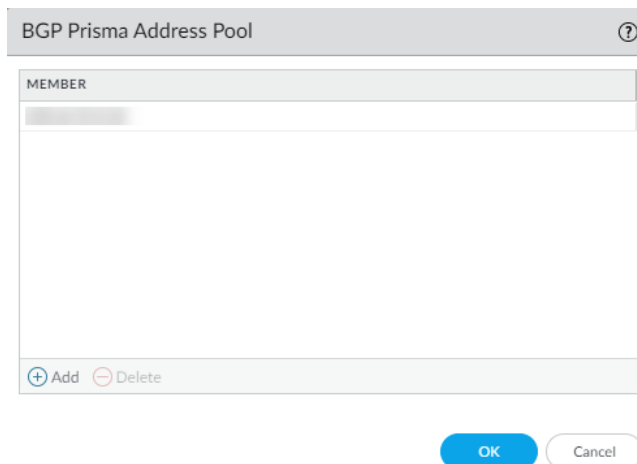 BGP Prisma Address Pool
?
MEMBER
Add Delete
OK Cancel